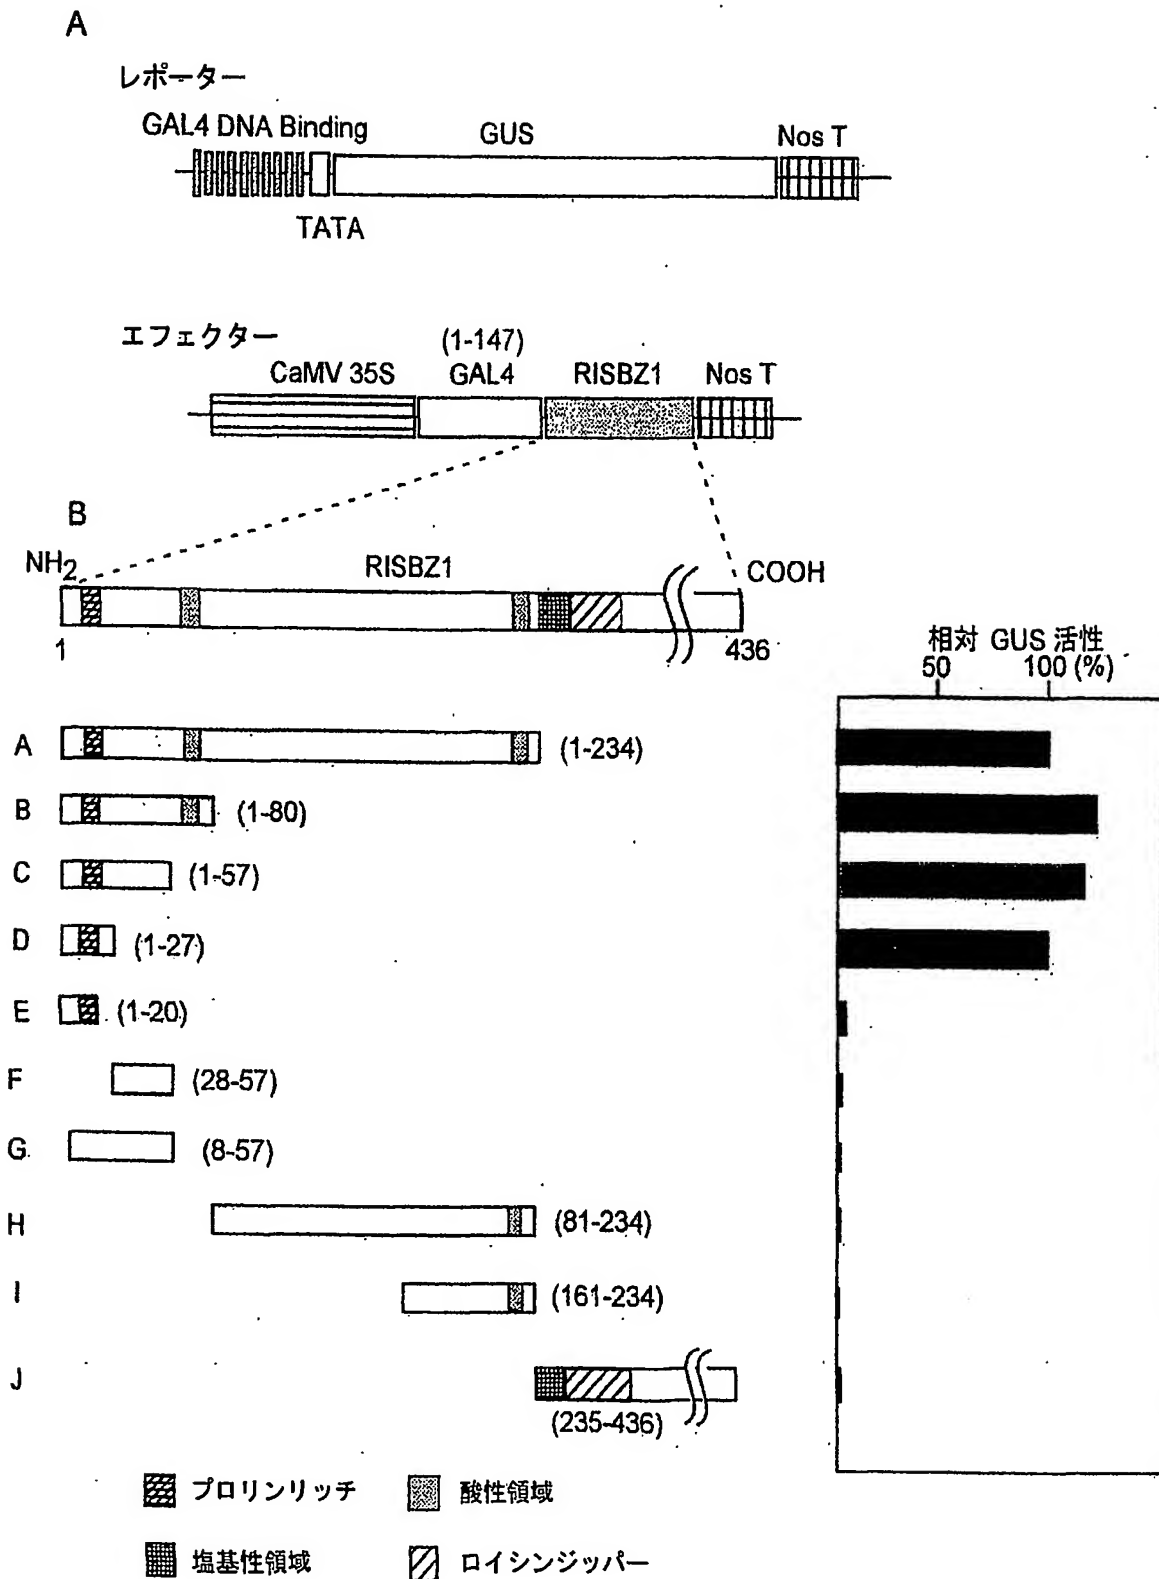 A
レポーター
GAL4 DNA Binding
GUS
Nos T
TATA
エフェクター
(1-147)
CaMV 35S
GAL4
RISBZ1
Nos T
B
NH2
RISBZ1
COOH
1
436
相対 GUS 活性
50
100 (%)
A
(1-234)
B
(1-80)
C
(1-57)
D
(1-27)
E
(1-20)
F
(28-57)
G
(8-57)
H
(81-234)
I
(161-234)
J
(235-436)
プロリンリッチ
酸性領域
塩基性領域
ロイシンジッパー